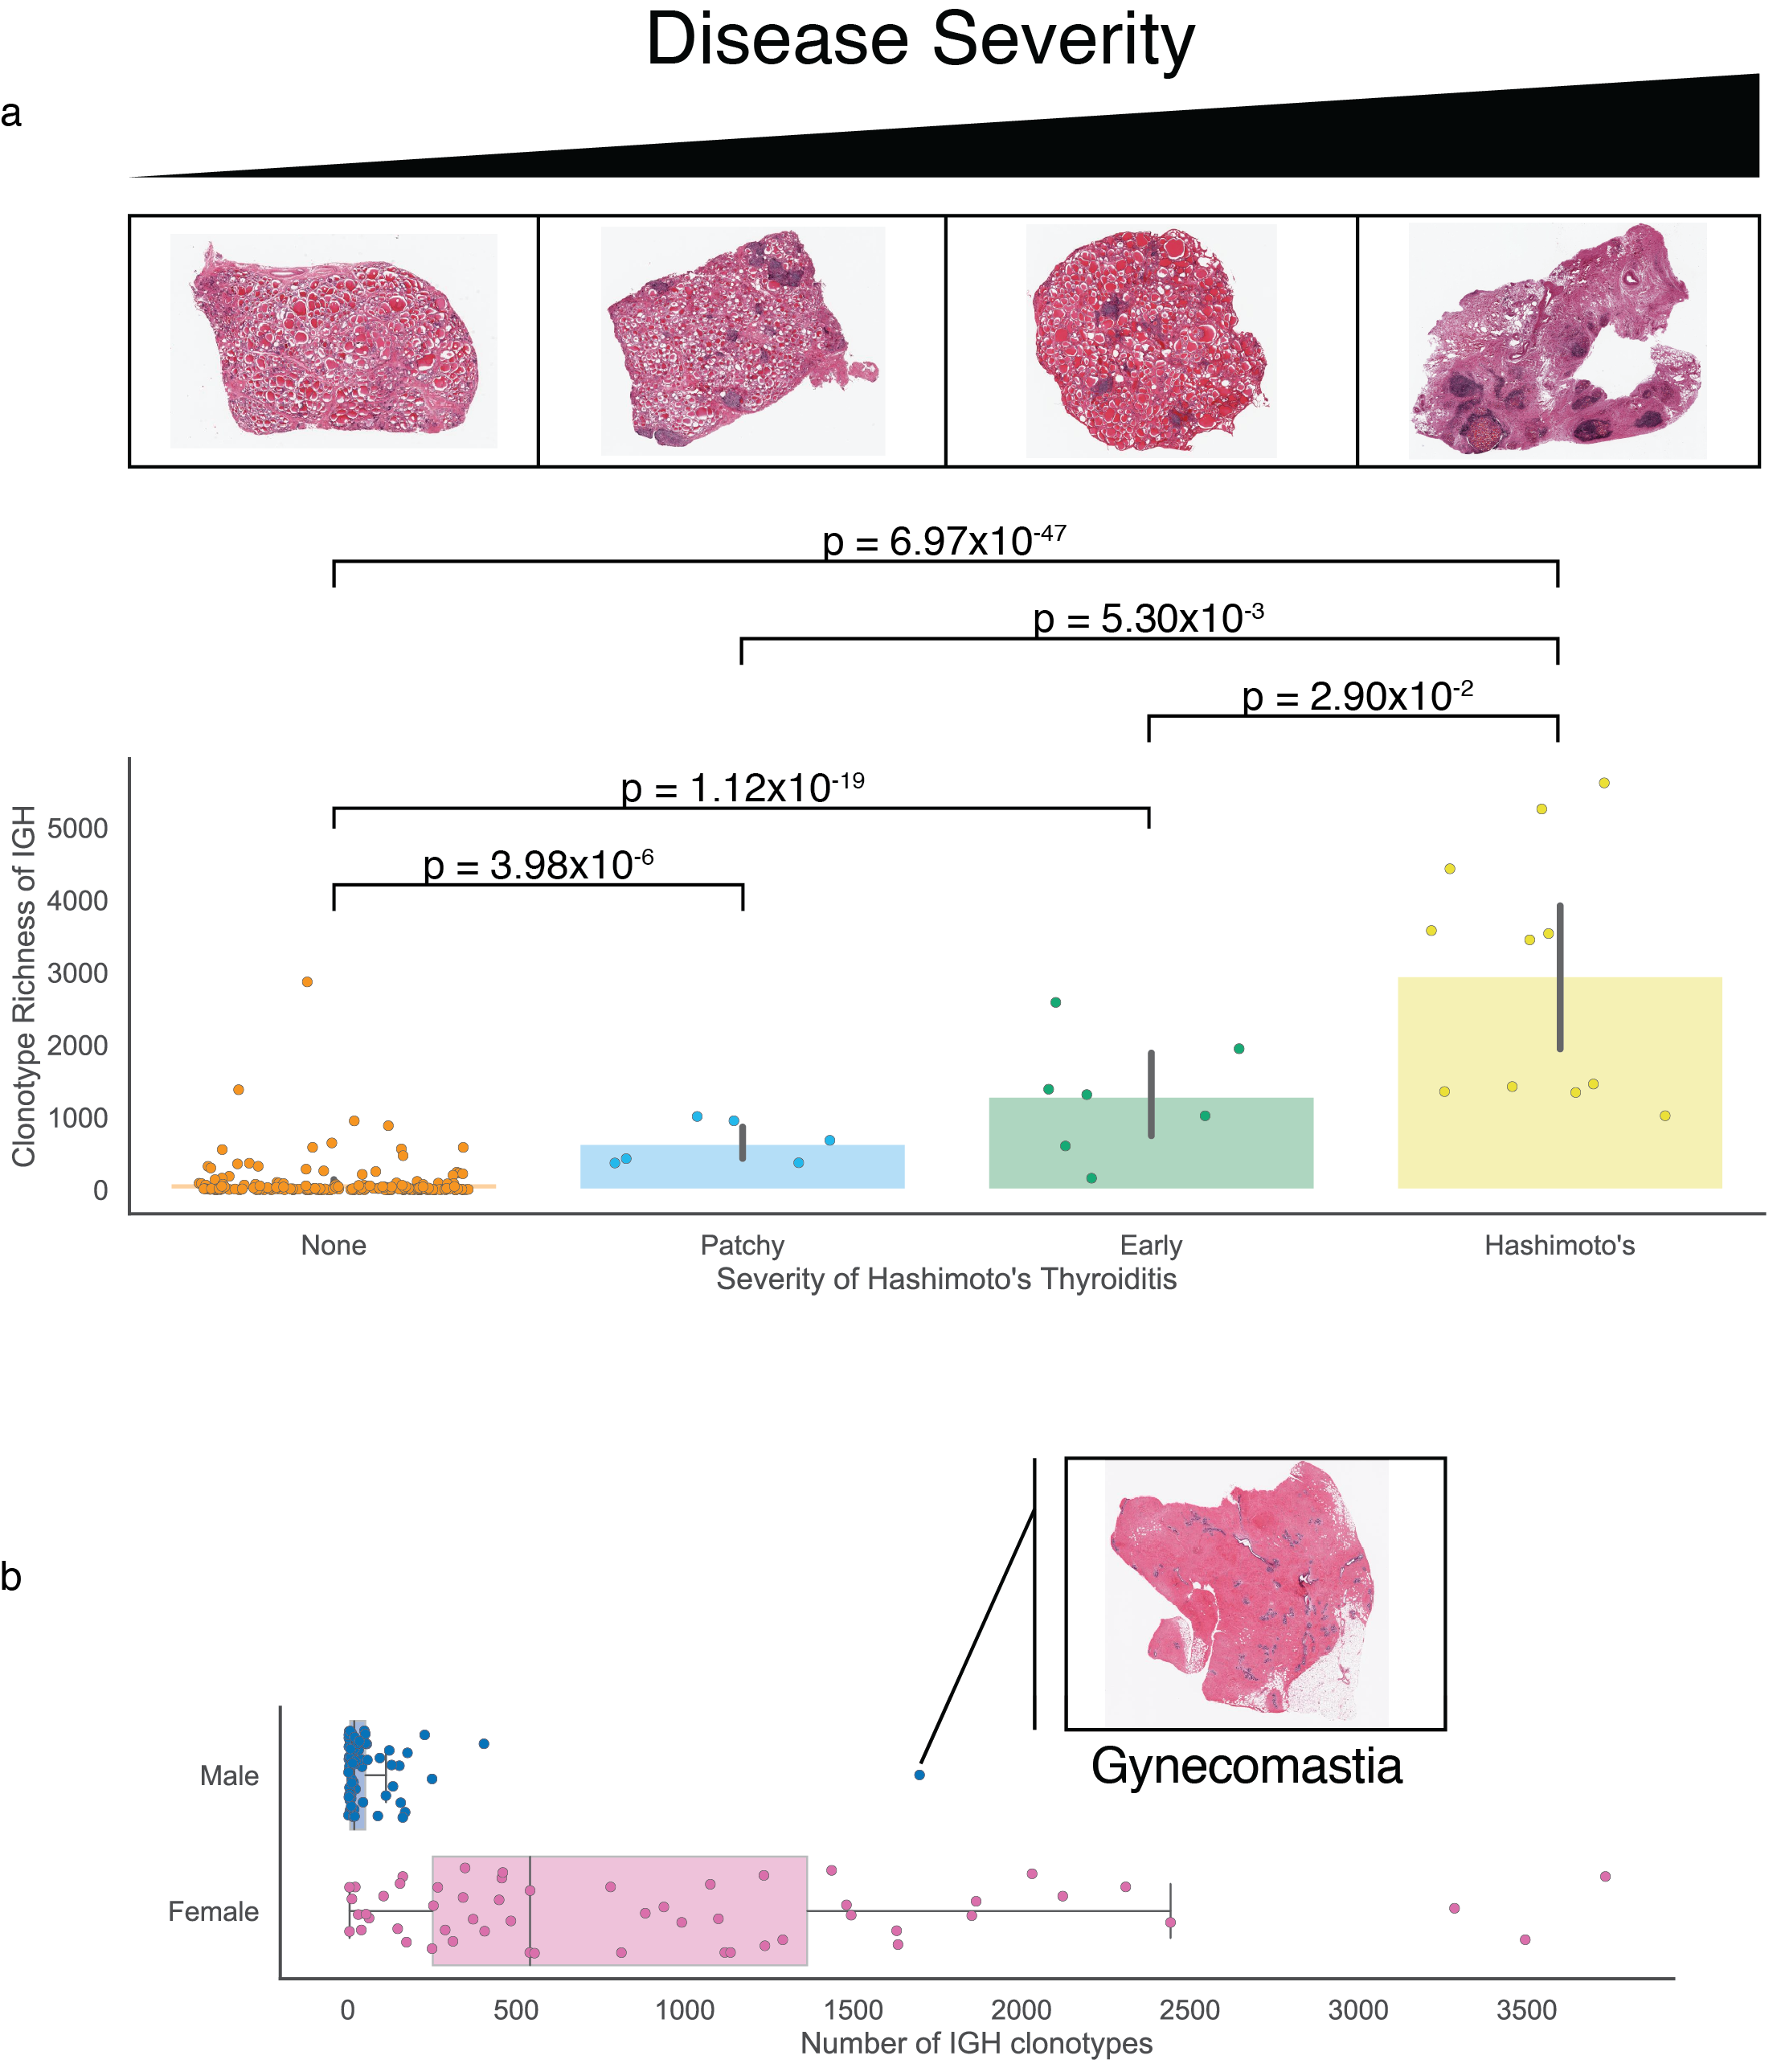 Disease Severity
a
p = 6.97x10^-47
p = 5.30x10^-3
p = 2.90x10^-2
p = 1.12x10^-19
p = 3.98x10^-6
Clonotype Richness of IGH
5000
4000
3000
2000
1000
0
None Patchy Early Hashimoto's
Severity of Hashimoto's Thyroiditis
b
Gynecomastia
Male
Female
0 500 1000 1500 2000 2500 3000 3500
Number of IGH clonotypes